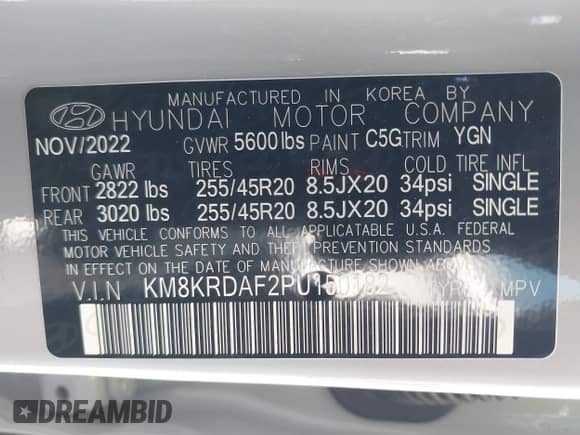 MANUFACTURED IN KOREA BY
HYUNDAI MOTOR COMPANY
NOV/2022 GVWR 5600lbs PAINT C5G TRIM YGN
GAWR TIRES RIMS COLD TIRE INFL
FRONT 2822 lbs 255/45R20 8.5JX20 34psi SINGLE
REAR 3020 lbs 255/45R20 8.5JX20 34psi SINGLE
THIS VEHICLE CONFORMS TO ALL APPLICABLE U.S.A. FEDERAL
MOTOR VEHICLE SAFETY AND THEFT PREVENTION STANDARDS
IN EFFECT ON THE DATE OF MANUFACTURE SHOWN ABOVE.
V.I.N MPV
DREAMBID